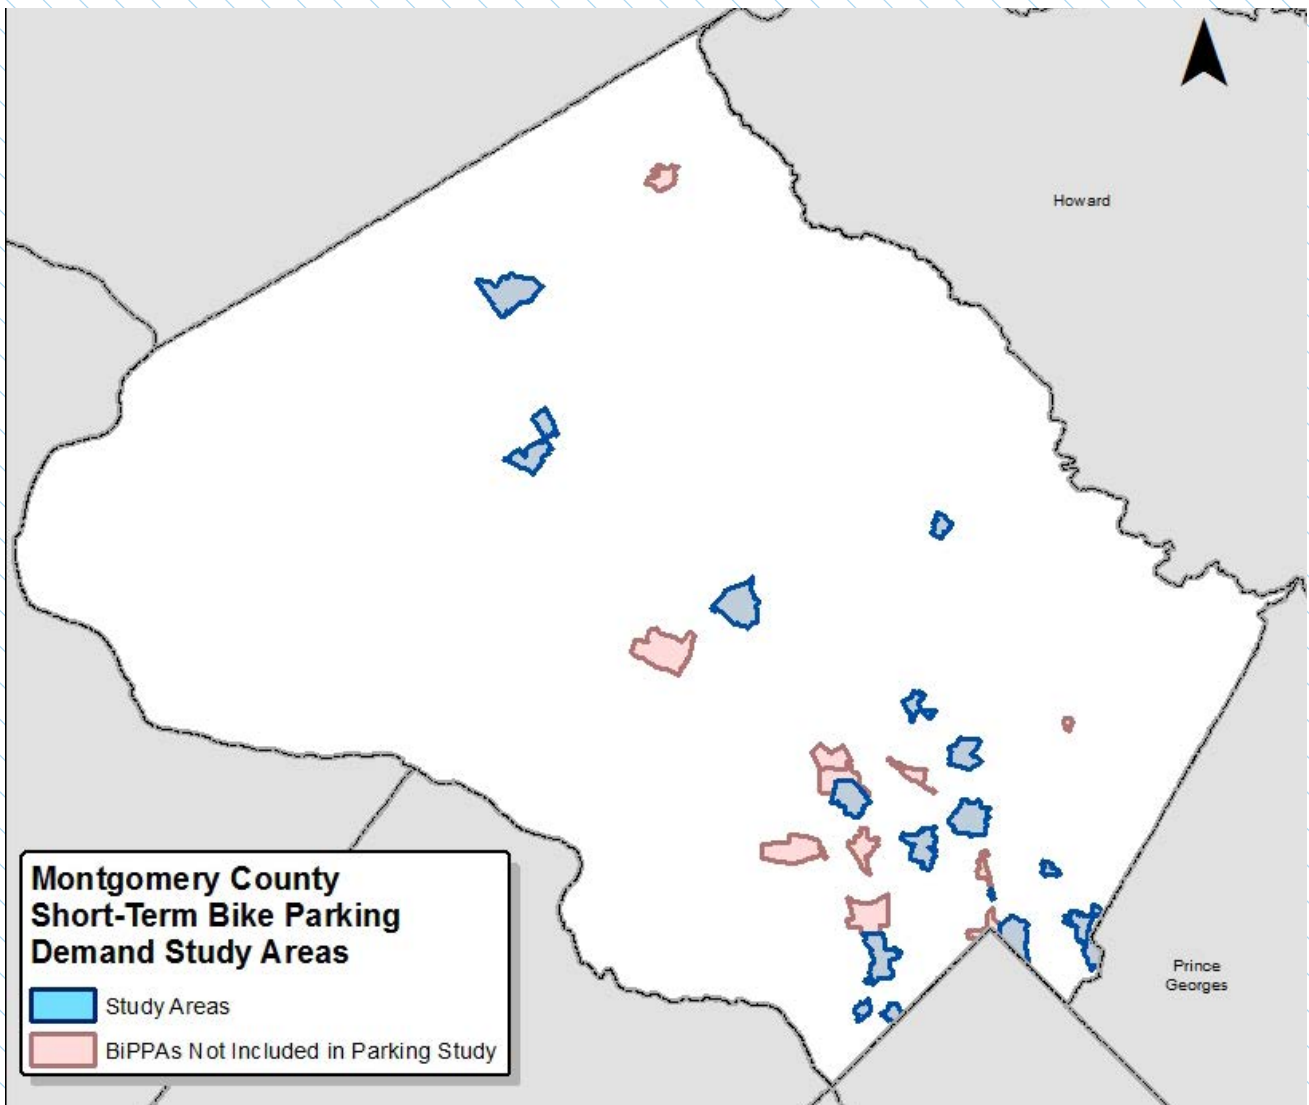 Howard
Montgomery County
Short-Term Bike Parking
Demand Study Areas
Study Areas
BiPPAs Not Included in Parking Study
Prince
Georges